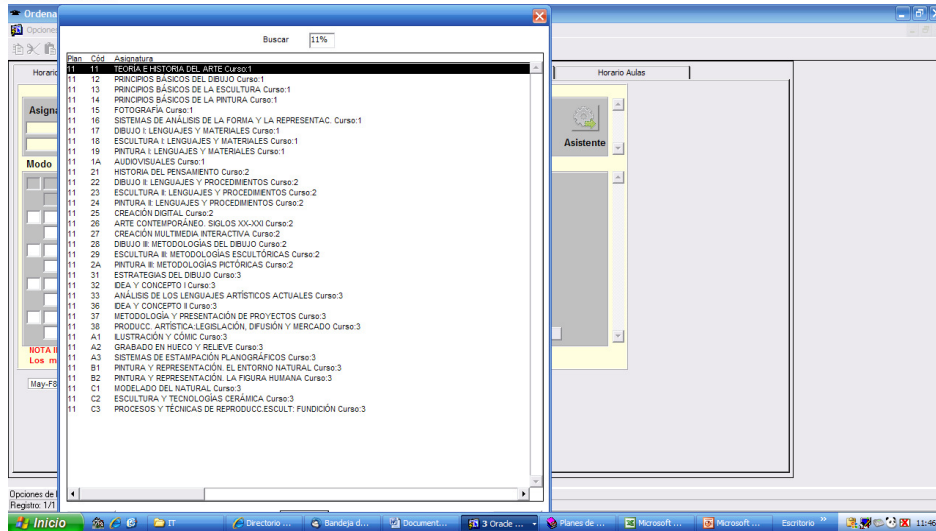 Ordena
Opcione
Buscar 11%
Plan Cód Asignatura
11 11 TEORIA E HISTORIA DEL ARTE Curso:1
11 12 PRINCIPIOS BÁSICOS DEL DIBUJO Curso:1
11 13 PRINCIPIOS BÁSICOS DE LA ESCULTURA Curso:1
11 14 PRINCIPIOS BÁSICOS DE LA PINTURA Curso:1
11 15 FOTOGRAFÍA Curso:1
11 16 SISTEMAS DE ANÁLISIS DE LA FORMA Y LA REPRESENTAC. Curso:1
11 17 DIBUJO I: LENGUAJES Y MATERIALES Curso:1
11 18 ESCULTURA I: LENGUAJES Y MATERIALES Curso:1
11 19 PINTURA I: LENGUAJES Y MATERIALES Curso:1
11 1A AUDIOVISUALES Curso:1
11 21 HISTORIA DEL PENSAMIENTO Curso:2
11 22 DIBUJO II: LENGUAJES Y PROCEDIMIENTOS Curso:2
11 23 ESCULTURA II: LENGUAJES Y PROCEDIMIENTOS Curso:2
11 24 PINTURA II: LENGUAJES Y PROCEDIMIENTOS Curso:2
11 25 CREACIÓN DIGITAL Curso:2
11 26 ARTE CONTEMPORÁNEO. SIGLOS XX-XXI Curso:2
11 27 CREACIÓN MULTIMEDIA INTERACTIVA Curso:2
11 28 DIBUJO III: METODOLOGÍAS DEL DIBUJO Curso:2
11 29 ESCULTURA III: METODOLOGÍAS ESCULTÓRICAS Curso:2
11 2A PINTURA III: METODOLOGÍAS PICTÓRICAS Curso:2
11 31 ESTRATEGIAS DEL DIBUJO Curso:3
11 32 IDEA Y CONCEPTO I Curso:3
11 33 ANÁLISIS DE LOS LENGUAJES ARTÍSTICOS ACTUALES Curso:3
11 36 IDEA Y CONCEPTO II Curso:3
11 37 METODOLOGÍA Y PRESENTACIÓN DE PROYECTOS Curso:3
11 38 PRODUCC. ARTÍSTICA:LEGISLACIÓN, DIFUSIÓN Y MERCADO Curso:3
11 A1 ILUSTRACIÓN Y CÓMIC Curso:3
11 A2 GRABADO EN HUECO Y RELIEVE Curso:3
11 A3 SISTEMAS DE ESTAMPACIÓN PLANOGRÁFICOS Curso:3
11 B1 PINTURA Y REPRESENTACIÓN. EL ENTORNO NATURAL Curso:3
11 B2 PINTURA Y REPRESENTACIÓN. LA FIGURA HUMANA Curso:3
11 C1 MODELADO DEL NATURAL Curso:3
11 C2 ESCULTURA Y TECNOLOGÍAS CERÁMICA Curso:3
11 C3 PROCESOS Y TÉCNICAS DE REPRODUCC.ESCULT: FUNDICIÓN Curso:3
Horario
Horario Aulas
Asigna
Asistente
Modo
NOTA I
Los m
May-F8
Opciones de
Registro: 1/1
Inicio IT Directorio ... Bandeja d... Document... 3 Oracle ... Planes de ... Microsoft ... Microsoft ... Escritorio 11:46